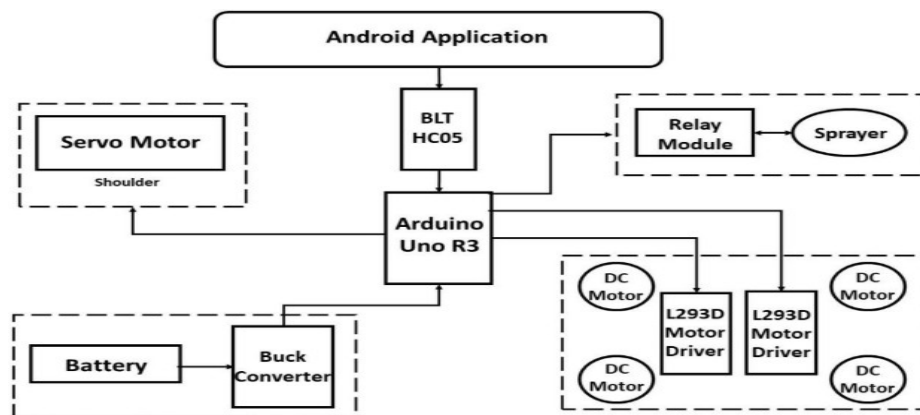 Android Application
BLT
HC05
Servo Motor
Shoulder
Relay
Module
Sprayer
Arduino
Uno R3
DC
Motor
L293D
Motor
Driver
L293D
Motor
Driver
DC
Motor
Battery
Buck
Converter
DC
Motor
DC
Motor